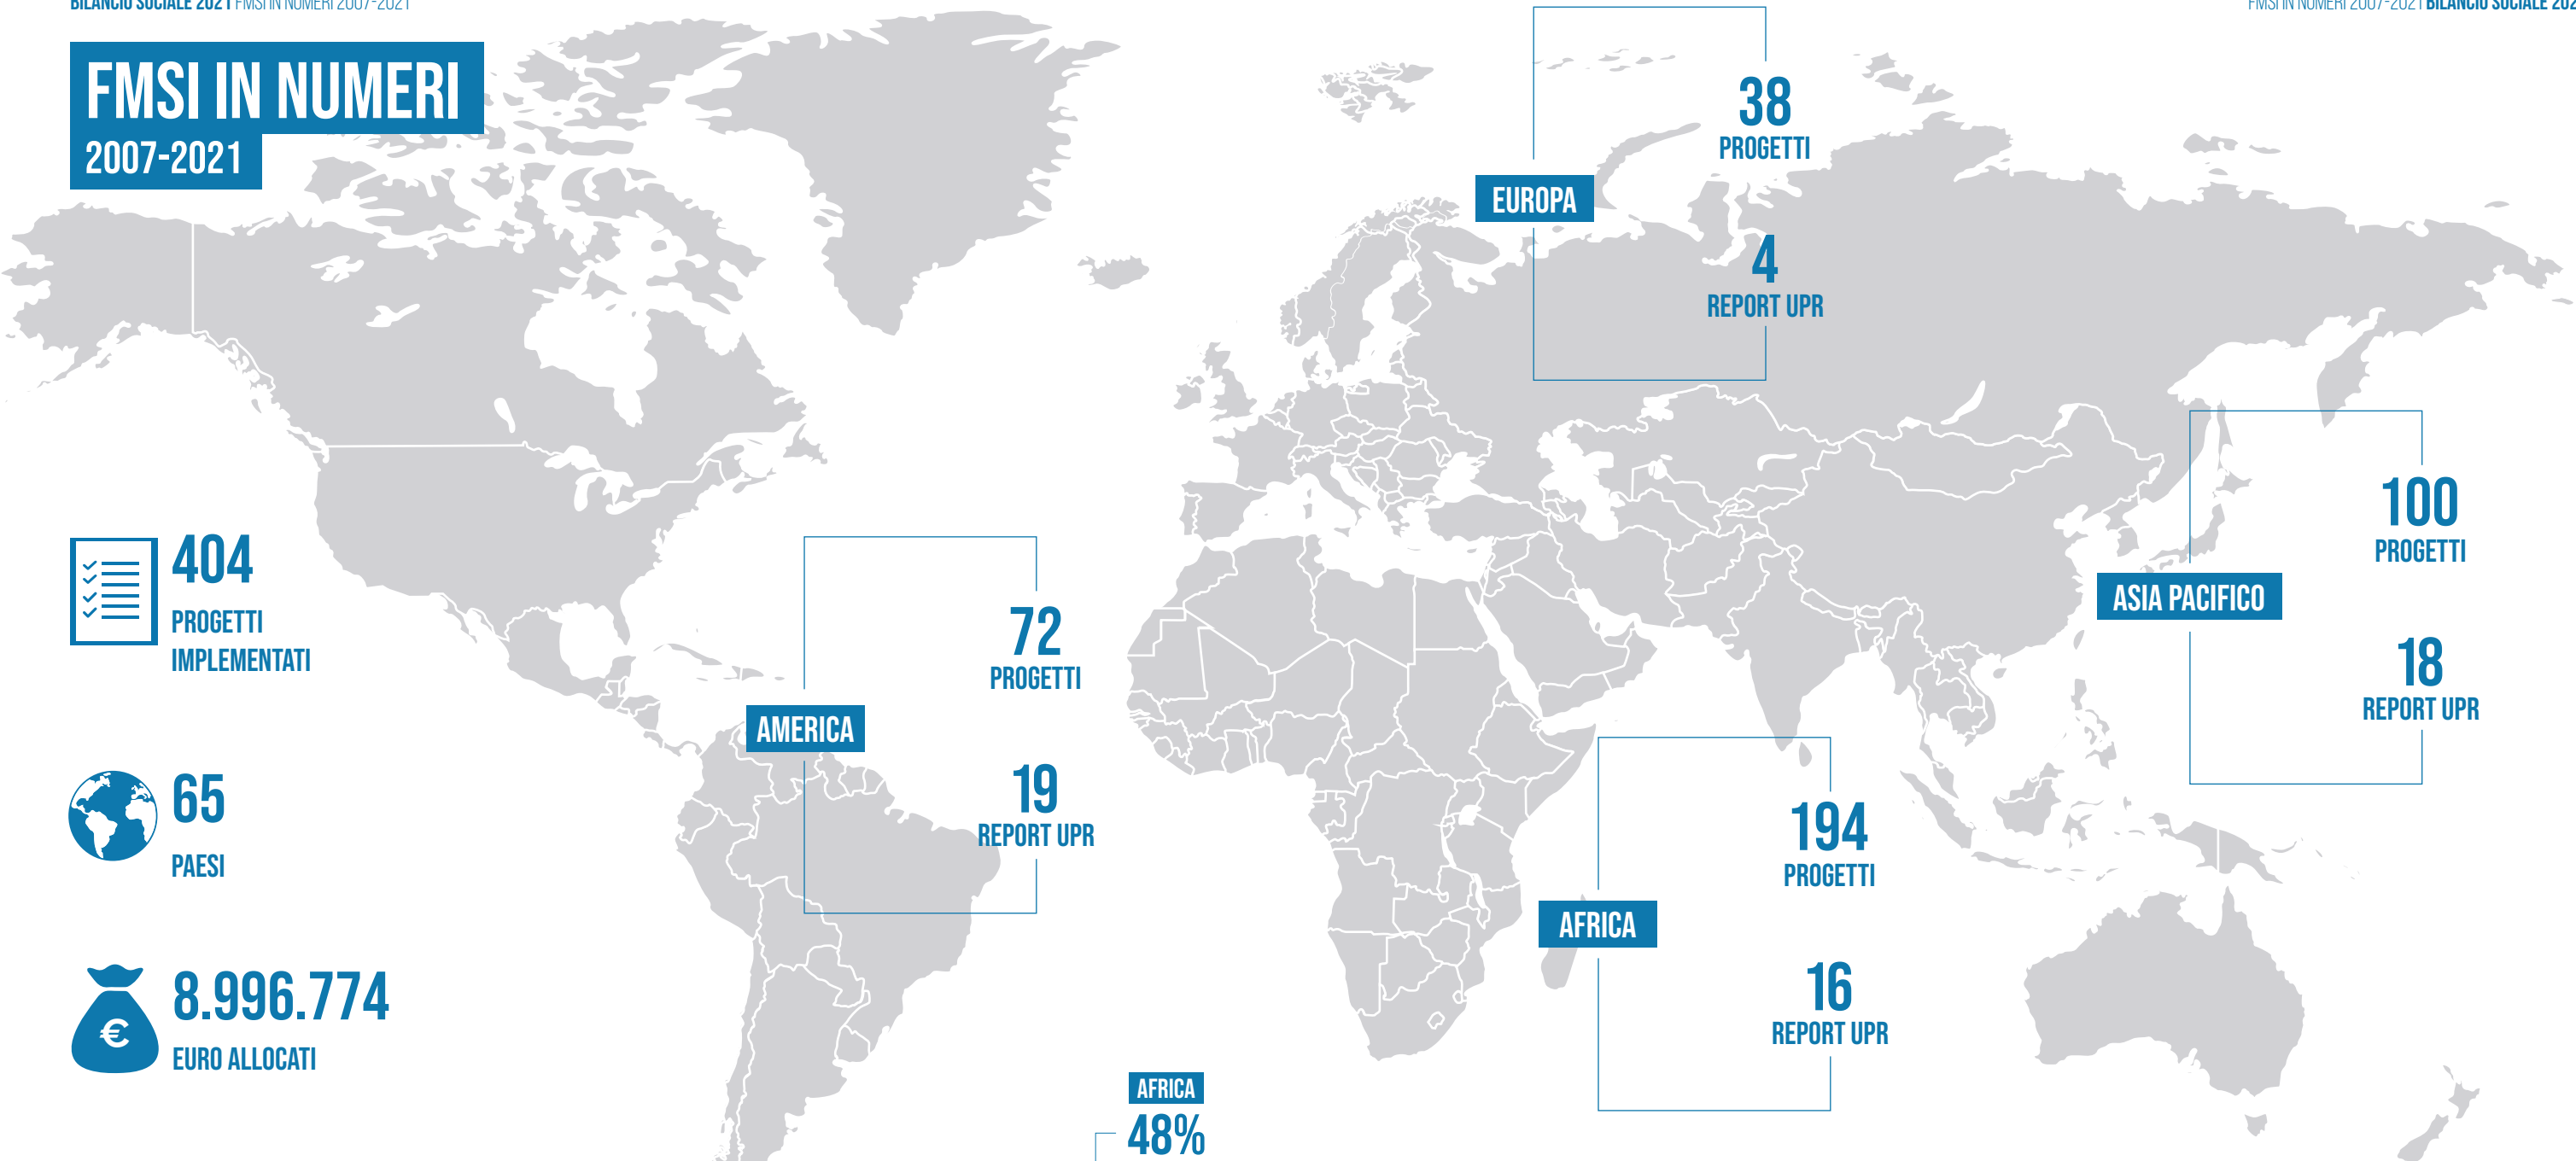 BILANCIO SOCIALE 2021 FMSI IN NUMERI 2007-2021
FMSI IN NUMERI 2007-2021 BILANCIO SOCIALE 202
FMSI IN NUMERI
2007-2021
38
PROGETTI
EUROPA
4
REPORT UPR
100
PROGETTI
ASIA PACIFICO
18
REPORT UPR
404
PROGETTI
IMPLEMENTATI
72
PROGETTI
AMERICA
19
REPORT UPR
65
PAESI
194
PROGETTI
AFRICA
16
REPORT UPR
8.996.774
EURO ALLOCATI
€
AFRICA
48%